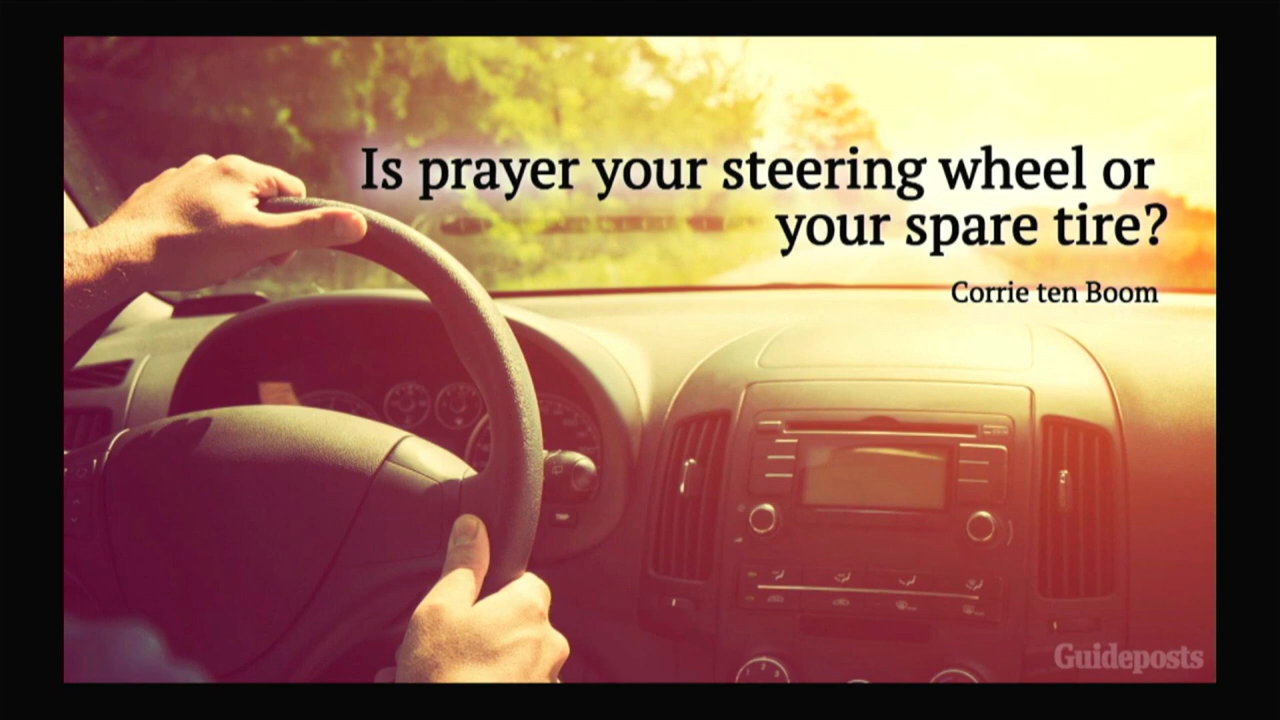 Is prayer your steering wheel or
your spare tire?
Corrie ten Boom
Guideposts